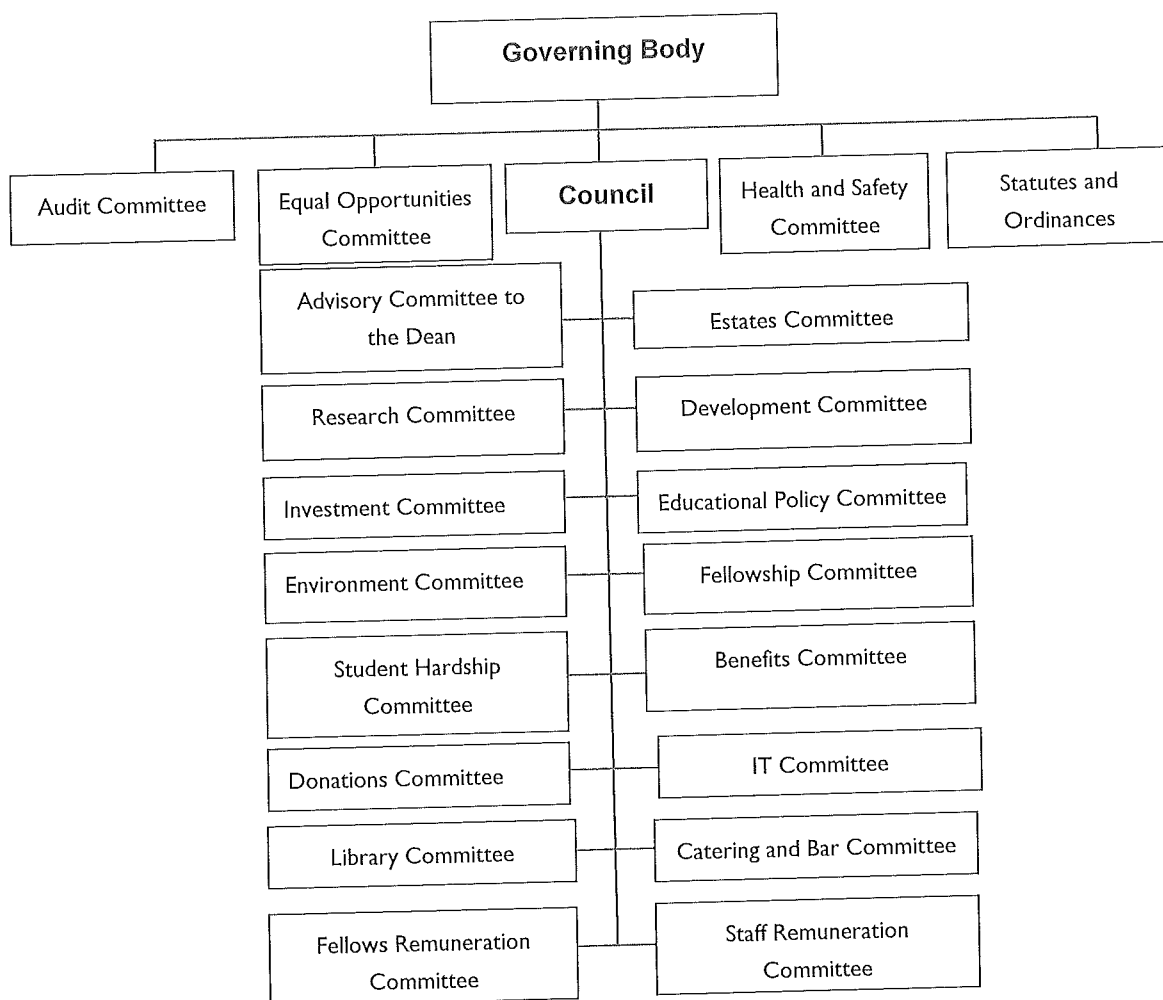 Governing Body
Audit Committee
Equal Opportunities
Committee
Council
Health and Safety
Committee
Statutes and
Ordinances
Advisory Committee to
the Dean
Estates Committee
Research Committee
Development Committee
Investment Committee
Educational Policy Committee
Environment Committee
Fellowship Committee
Student Hardship
Committee
Benefits Committee
Donations Committee
IT Committee
Library Committee
Catering and Bar Committee
Fellows Remuneration
Committee
Staff Remuneration
Committee